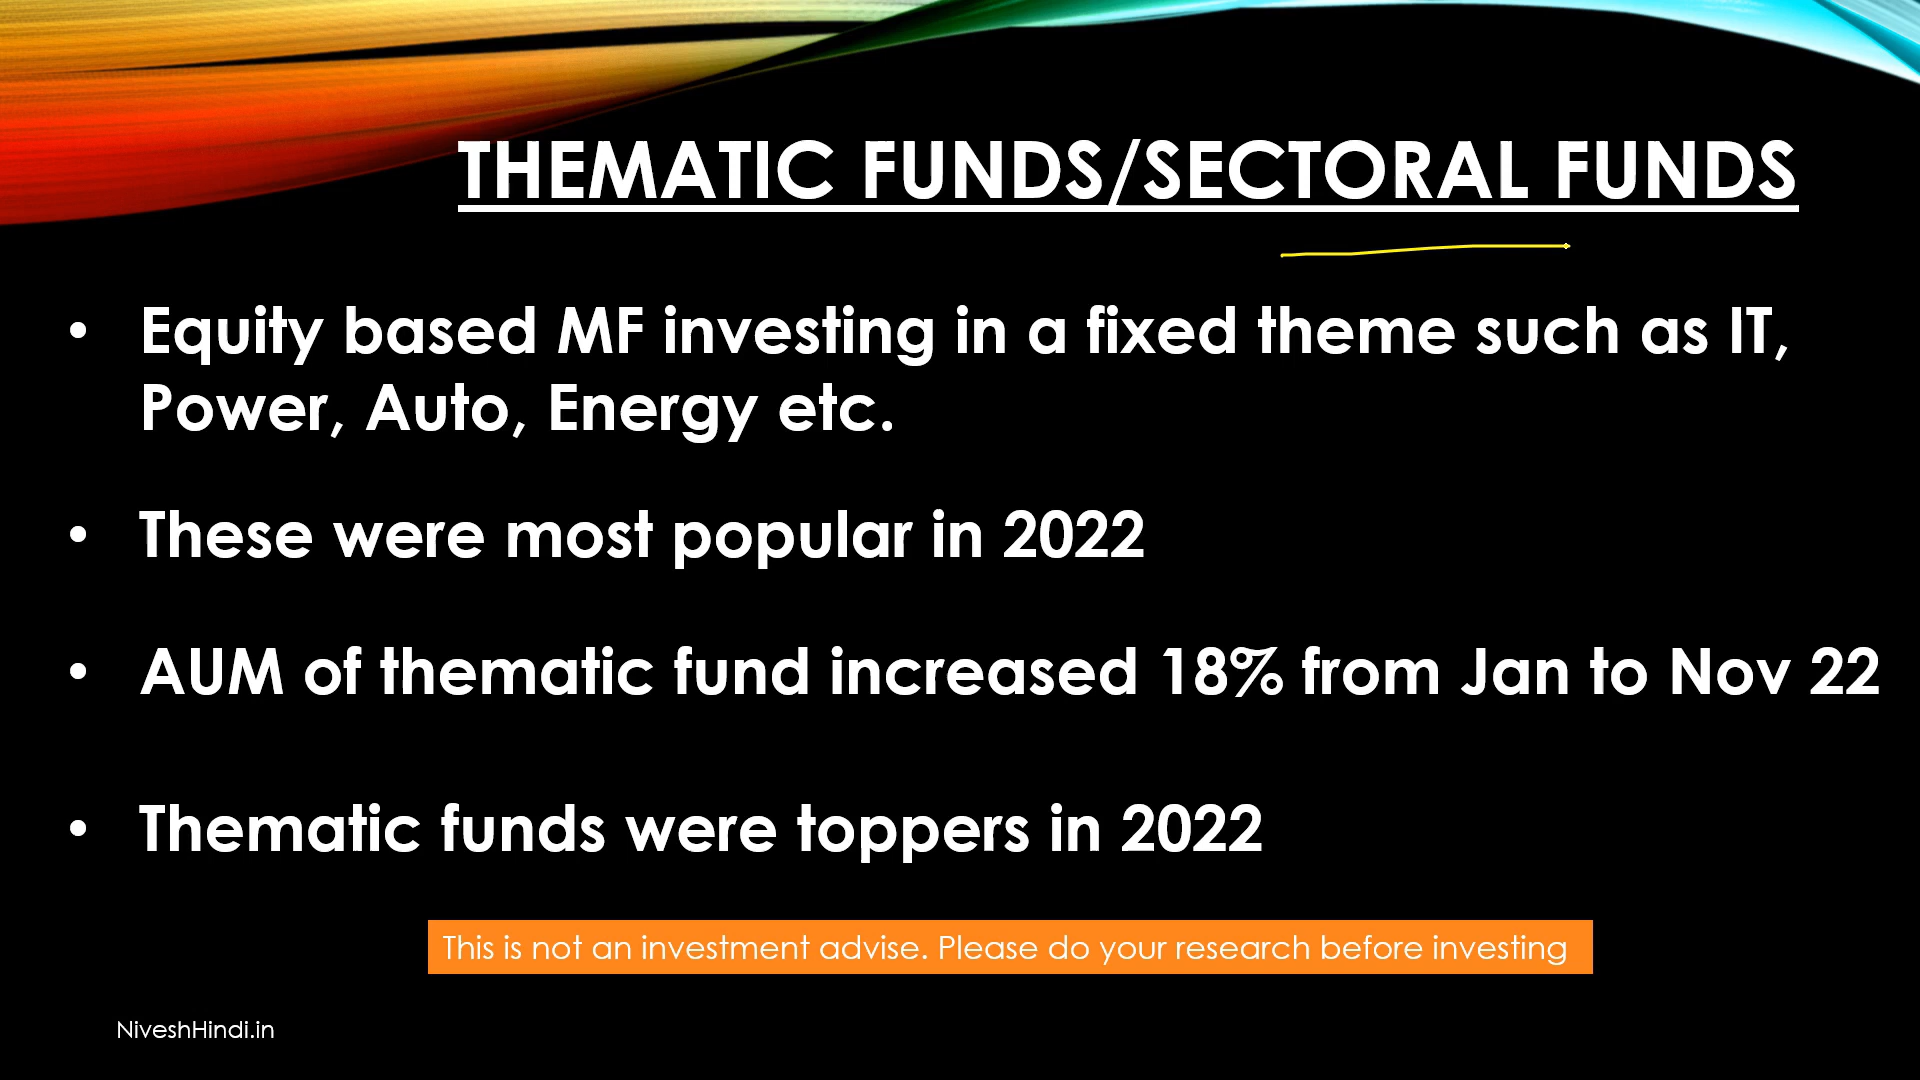 THEMATIC FUNDS/SECTORAL FUNDS
• Equity based MF investing in a fixed theme such as IT,
Power, Auto, Energy etc.
• These were most popular in 2022
• AUM of thematic fund increased 18% from Jan to Nov 22
• Thematic funds were toppers in 2022
This is not an investment advise. Please do your research before investing
NiveshHindi.in